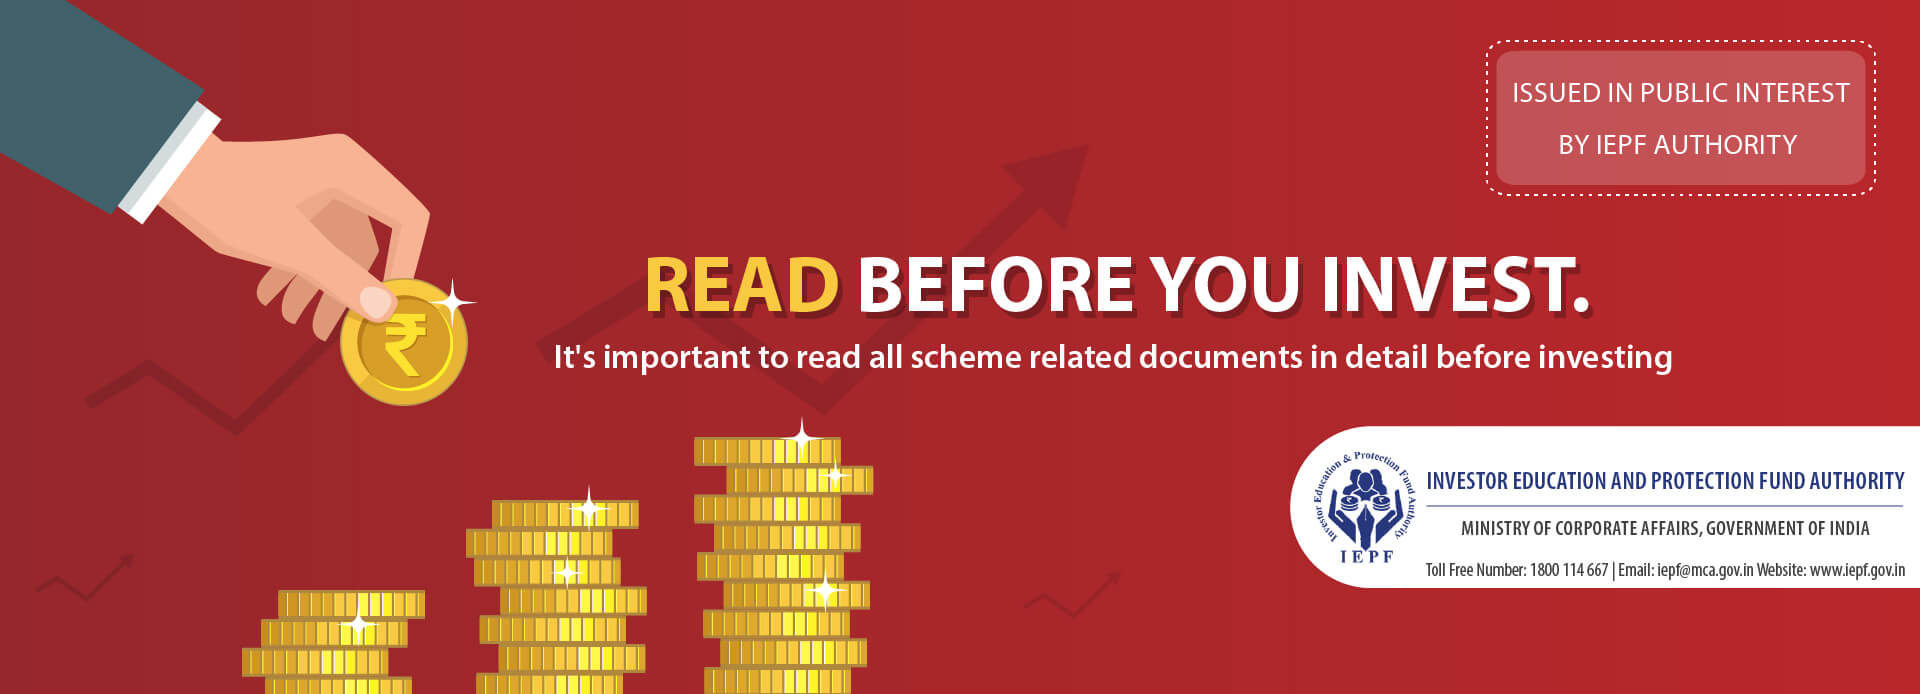 ISSUED IN PUBLIC INTEREST
BY IEPF AUTHORITY
READ BEFORE YOU INVEST.
It's important to read all scheme related documents in detail before investing
₹
Investor Education & Protection Fund Authority
IEPF
INVESTOR EDUCATION AND PROTECTION FUND AUTHORITY
MINISTRY OF CORPORATE AFFAIRS, GOVERNMENT OF INDIA
Toll Free Number: 1800 114 667 | Email: iepf@mca.gov.in Website: www.iepf.gov.in